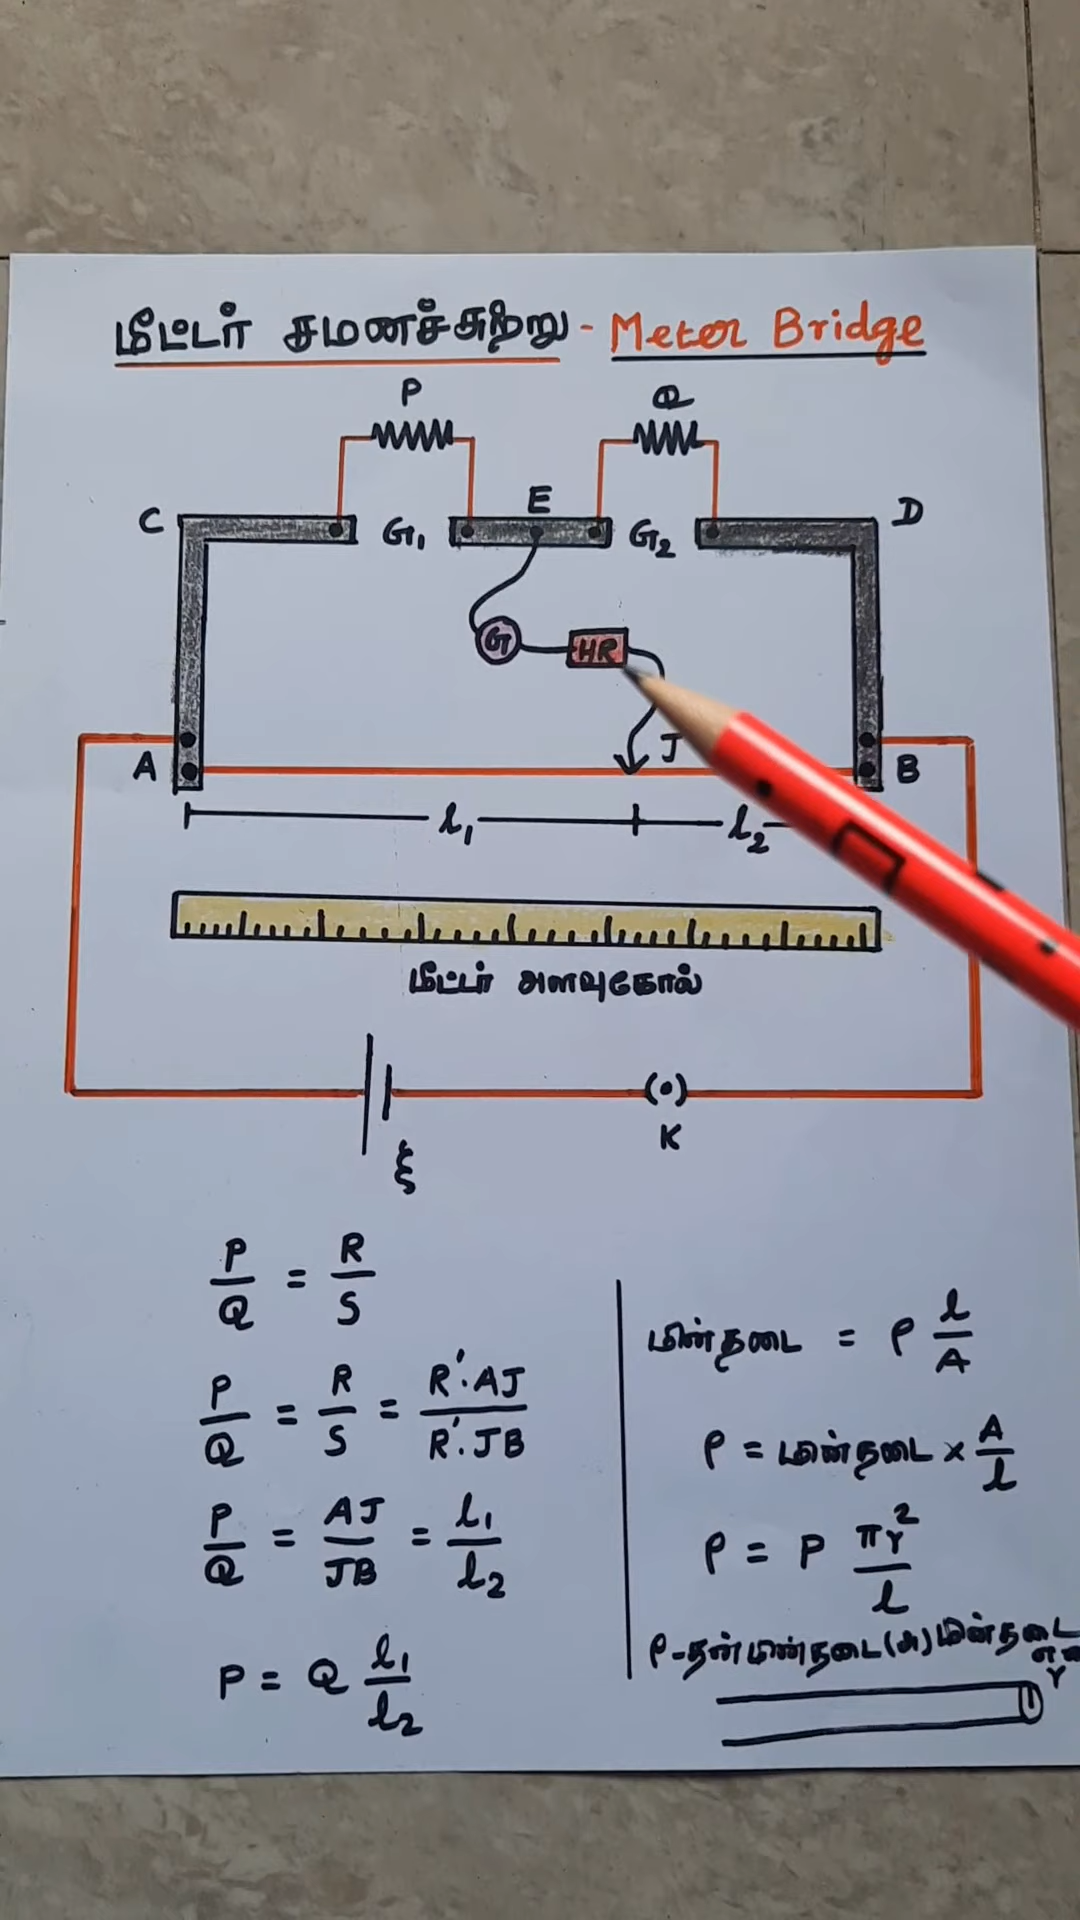 மீட்டர் சமனச்சுற்று - Meter Bridge
P Q
C G₁ E G₂ D
G HR
A J B
l₁ l₂
மீட்டர் அளவுகோல்
ξ K
P/Q = R/S
P/Q = R/S = R'.AJ/R'.JB
P/Q = AJ/JB = l₁/l₂
P = Q l₁/l₂
மின்தடை = ρ l/A
ρ = மின்தடை × A/l
ρ = P πr²/l
ρ-தன்மின்தடை (அ) மின்தடை
r